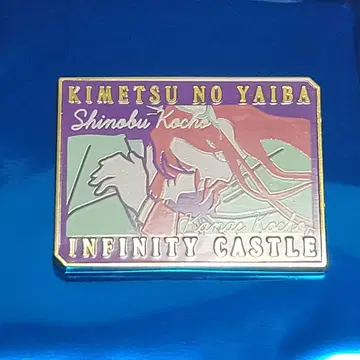 KIMETSU NO YAIBA
Shinobu Kocho
Kanae Kocho
INFINITY CASTLE